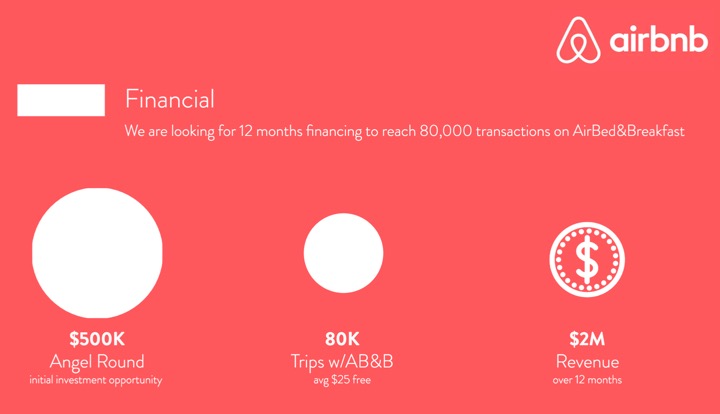 airbnb
Financial
We are looking for 12 months financing to reach 80,000 transactions on AirBed&Breakfast
$
$500K
Angel Round
initial investment opportunity
80K
Trips w/AB&B
avg $25 free
$2M
Revenue
over 12 months